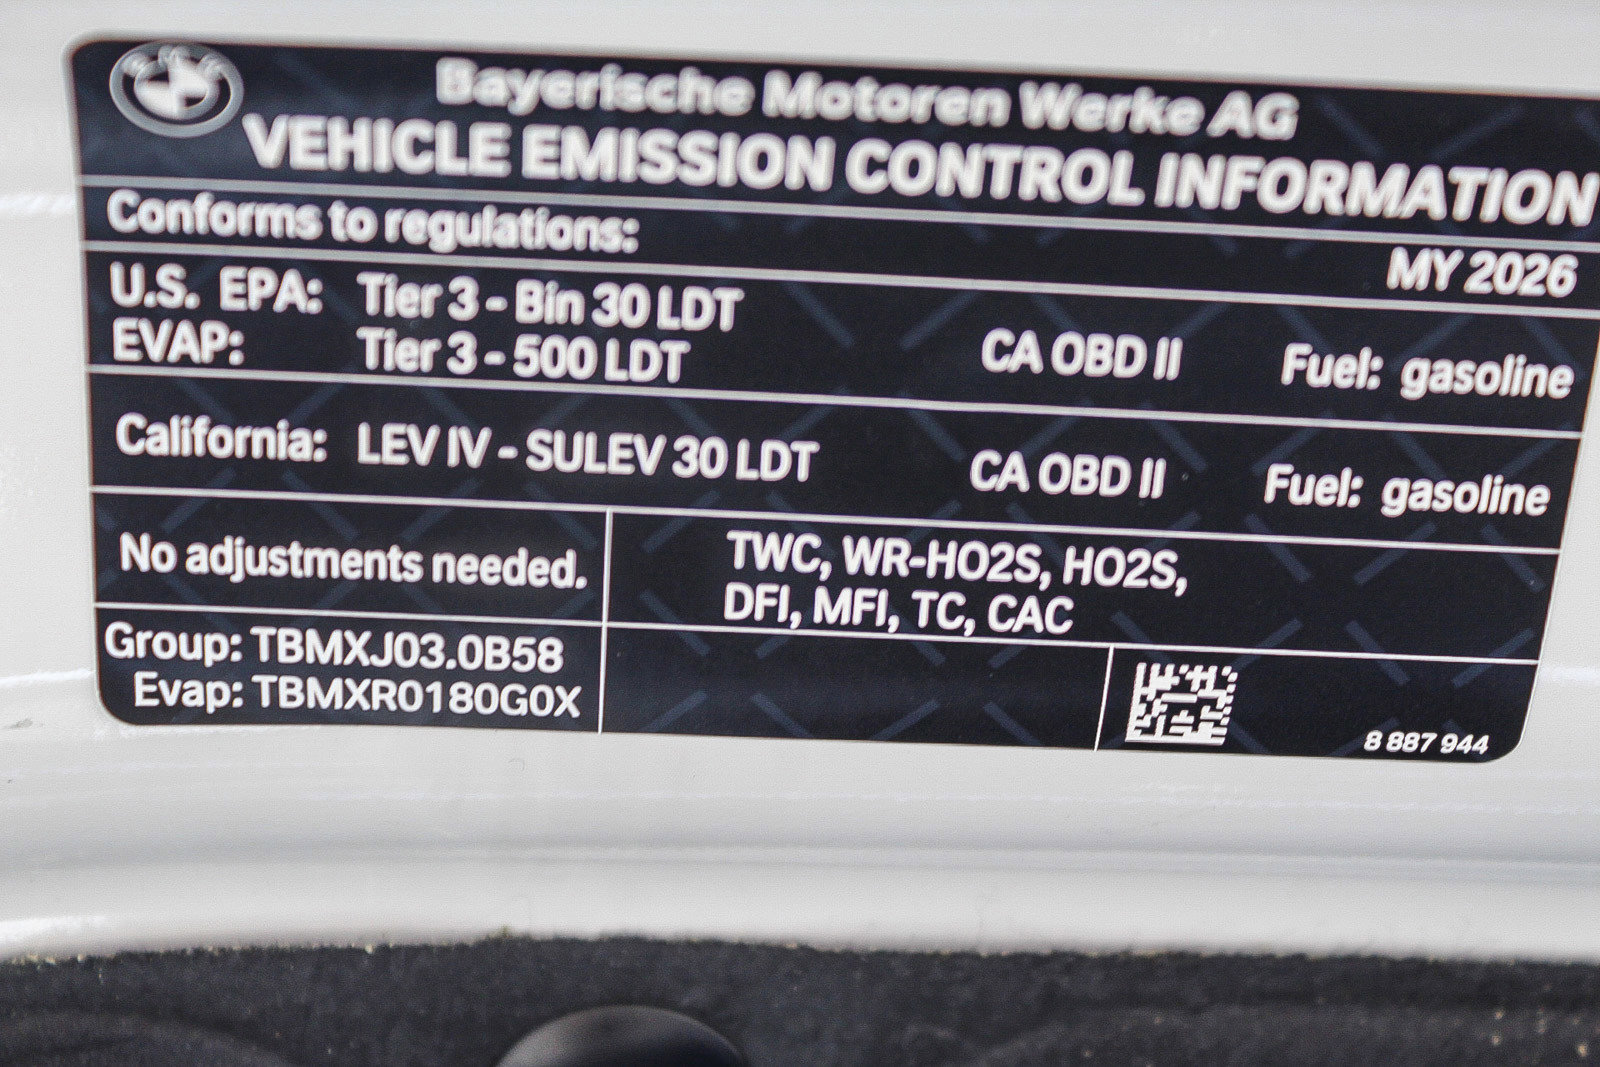 Bayerische Motoren Werke AG
VEHICLE EMISSION CONTROL INFORMATION
Conforms to regulations:
MY 2026
U.S. EPA: Tier 3 - Bin 30 LDT
EVAP: Tier 3 - 500 LDT CA OBD II Fuel: gasoline
California: LEV IV - SULEV 30 LDT CA OBD II Fuel: gasoline
No adjustments needed.
TWC, WR-HO2S, HO2S,
DFI, MFI, TC, CAC
Group: TBMXJ03.0B58
Evap: TBMXR0180G0X
8 887 944